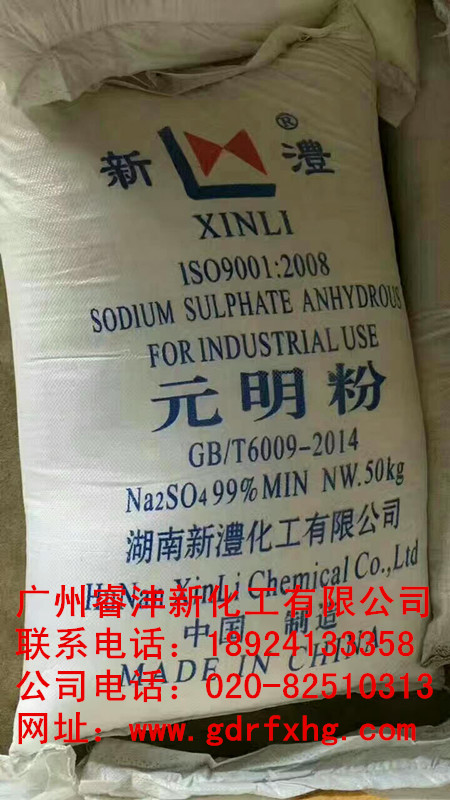 新 ® 澧
XINLI
ISO9001:2008
SODIUM SULPHATE ANHYDROUS
FOR INDUSTRIAL USE
元明粉
GB/T6009-2014
Na2SO4 99% MIN NW.50kg
湖南新澧化工有限公司
HuNan XinLi Chemical Co.,Ltd
广州睿沣新化工有限公司
中国 制造
联系电话：18924133358
MADE IN CHINA
公司电话：020-82510313
网址：www.gdrfxhg.com